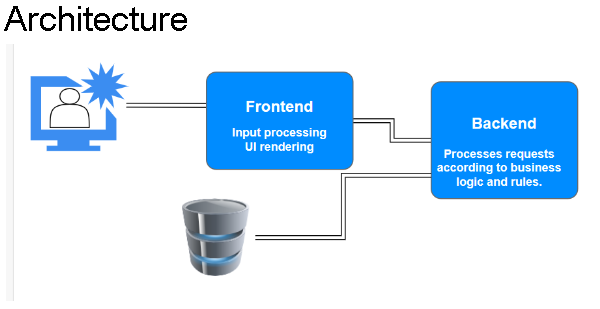 Architecture
Frontend
Input processing
UI rendering
Backend
Processes requests
according to business
logic and rules.